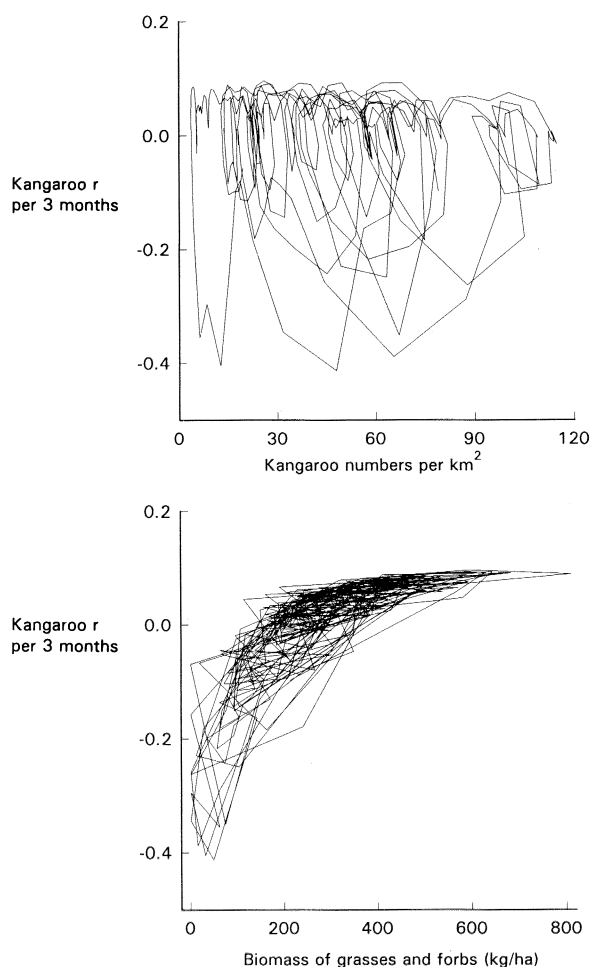 0.2
0.0
Kangaroo r
per 3 months
-0.2
-0.4
0 30 60 90 120
Kangaroo numbers per km²
0.2
0.0
Kangaroo r
per 3 months
-0.2
-0.4
0 200 400 600 800
Biomass of grasses and forbs (kg/ha)